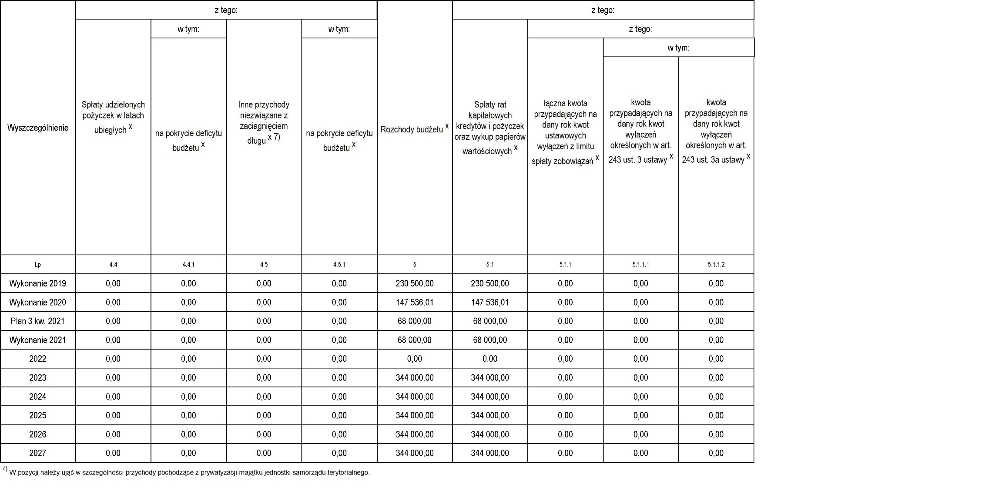 z tego:
z tego:
w tym:
w tym:
z tego:
w tym:
Wyszczególnienie
Spłaty udzielonych
pożyczek w latach
ubiegłych x
na pokrycie deficytu
budżetu x
Inne przychody
niezwiązane z
zaciągnięciem
długu x 7)
na pokrycie deficytu
budżetu x
Rozchody budżetu x
Spłaty rat
kapitałowych
kredytów i pożyczek
oraz wykup papierów
wartościowych x
łączna kwota
przypadających na
dany rok kwot
ustawowych
wyłączeń z limitu
spłaty zobowiązań x
kwota
przypadających na
dany rok kwot
wyłączeń
określonych w art.
243 ust. 3 ustawy x
kwota
przypadających na
dany rok kwot
wyłączeń
określonych w art.
243 ust. 3a ustawy x
Lp 4.4 4.4.1 4.5 4.5.1 5 5.1 5.1.1 5.1.1.1 5.1.1.2
Wykonanie 2019 0,00 0,00 0,00 0,00 230 500,00 230 500,00 0,00 0,00 0,00
Wykonanie 2020 0,00 0,00 0,00 0,00 147 536,01 147 536,01 0,00 0,00 0,00
Plan 3 kw. 2021 0,00 0,00 0,00 0,00 68 000,00 68 000,00 0,00 0,00 0,00
Wykonanie 2021 0,00 0,00 0,00 0,00 68 000,00 68 000,00 0,00 0,00 0,00
2022 0,00 0,00 0,00 0,00 0,00 0,00 0,00 0,00 0,00
2023 0,00 0,00 0,00 0,00 344 000,00 344 000,00 0,00 0,00 0,00
2024 0,00 0,00 0,00 0,00 344 000,00 344 000,00 0,00 0,00 0,00
2025 0,00 0,00 0,00 0,00 344 000,00 344 000,00 0,00 0,00 0,00
2026 0,00 0,00 0,00 0,00 344 000,00 344 000,00 0,00 0,00 0,00
2027 0,00 0,00 0,00 0,00 344 000,00 344 000,00 0,00 0,00 0,00
7) W pozycji należy ująć w szczególności przychody pochodzące z prywatyzacji majątku jednostki samorządu terytorialnego.